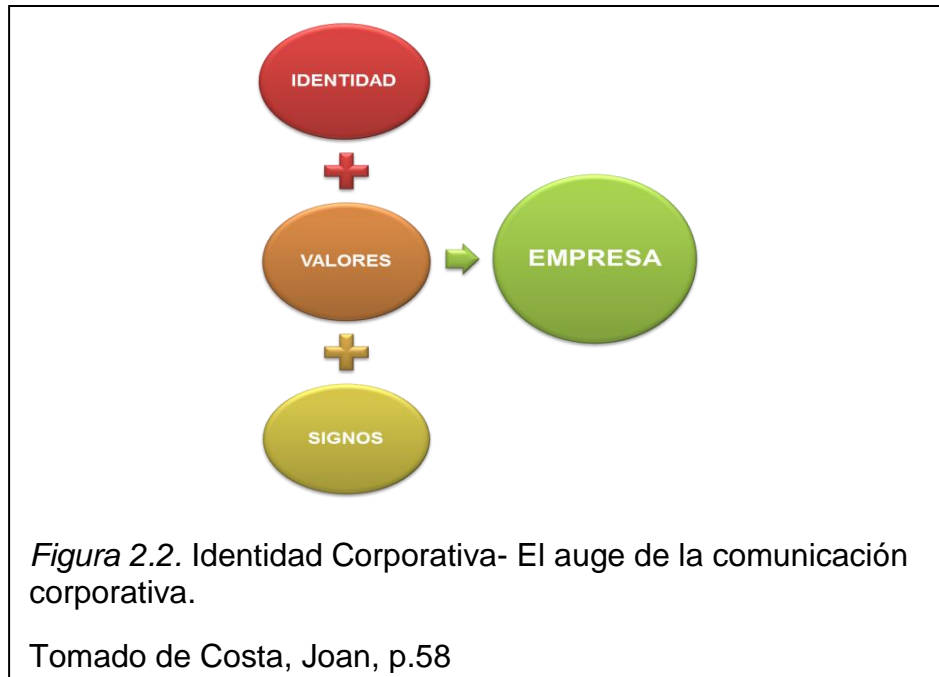 IDENTIDAD
VALORES
EMPRESA
SIGNOS
Figura 2.2. Identidad Corporativa- El auge de la comunicación
corporativa.
Tomado de Costa, Joan, p.58